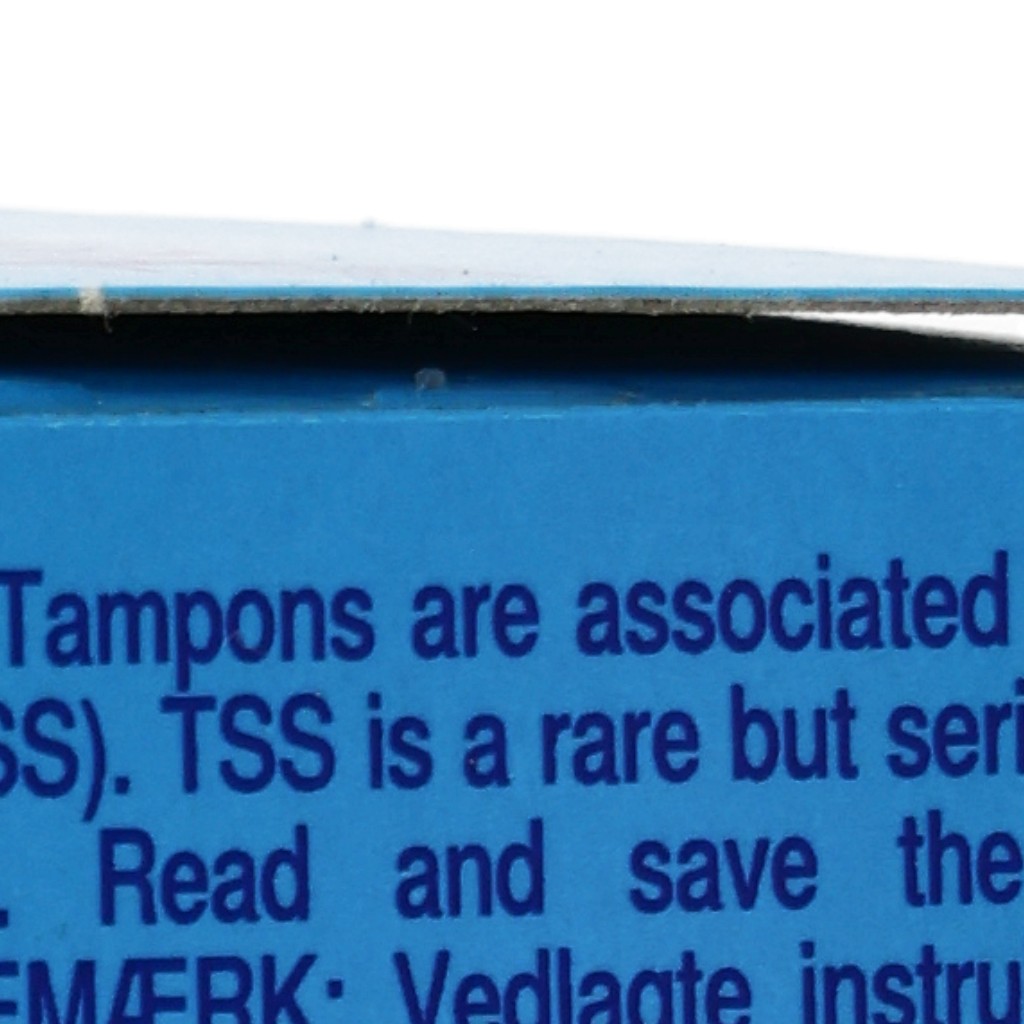 Tampons are associated
SS). TSS is a rare but seri
. Read and save the
EMÆRK: Vedlagte instru